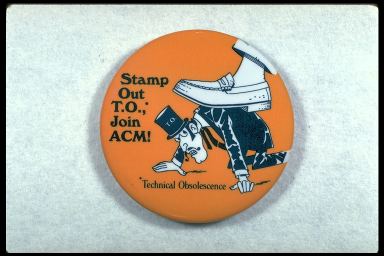 Stamp
Out
T.O.,*
Join
ACM!
T.O.
*Technical Obsolescence